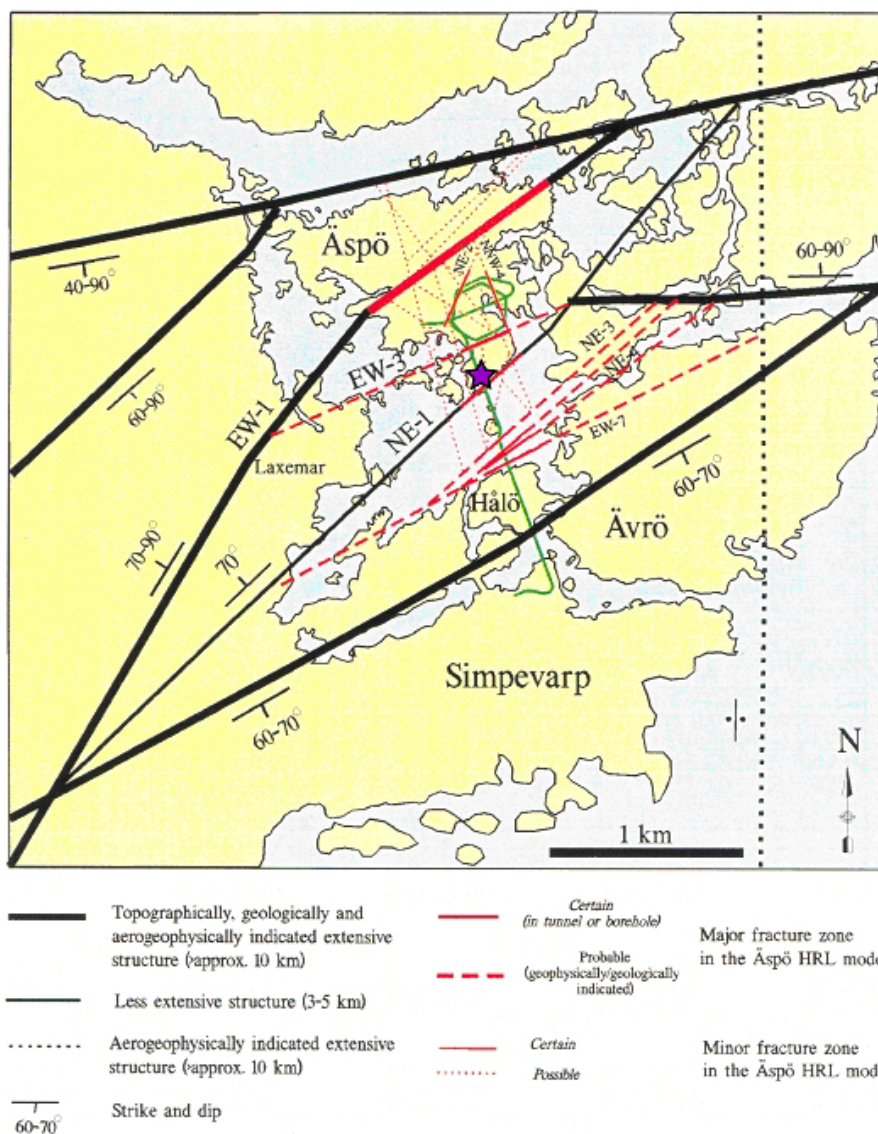 Äspö
NE-2
NNW-4
40-90°
60-90°
60-90°
EW-3
NE-3
NE-4
EW-1
NE-1
EW-7
Laxemar
60-70°
Hålö
Ävrö
70-90°
70°
Simpevarp
60-70°
N
1 km
Topographically, geologically and
aerogeophysically indicated extensive
structure (>approx. 10 km)
Less extensive structure (3-5 km)
Aerogeophysically indicated extensive
structure (>approx. 10 km)
60-70°
Strike and dip
Certain
(in tunnel or borehole)
Probable
(geophysically/geologically
indicated)
Major fracture zone
in the Äspö HRL mode
Certain
Possible
Minor fracture zone
in the Äspö HRL mod